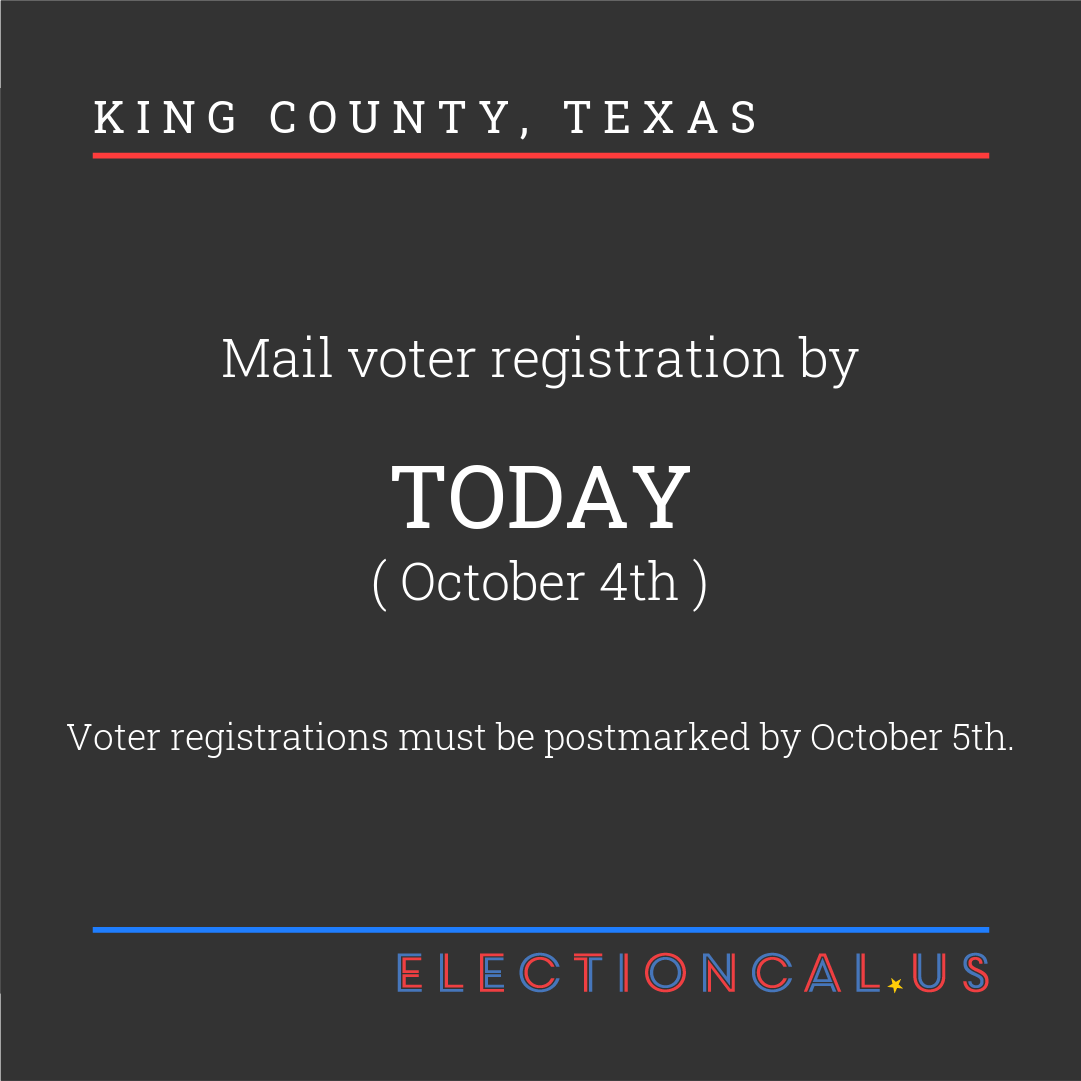 KING COUNTY, TEXAS
Mail voter registration by
TODAY
( October 4th )
Voter registrations must be postmarked by October 5th.
ELECTIONCAL.US